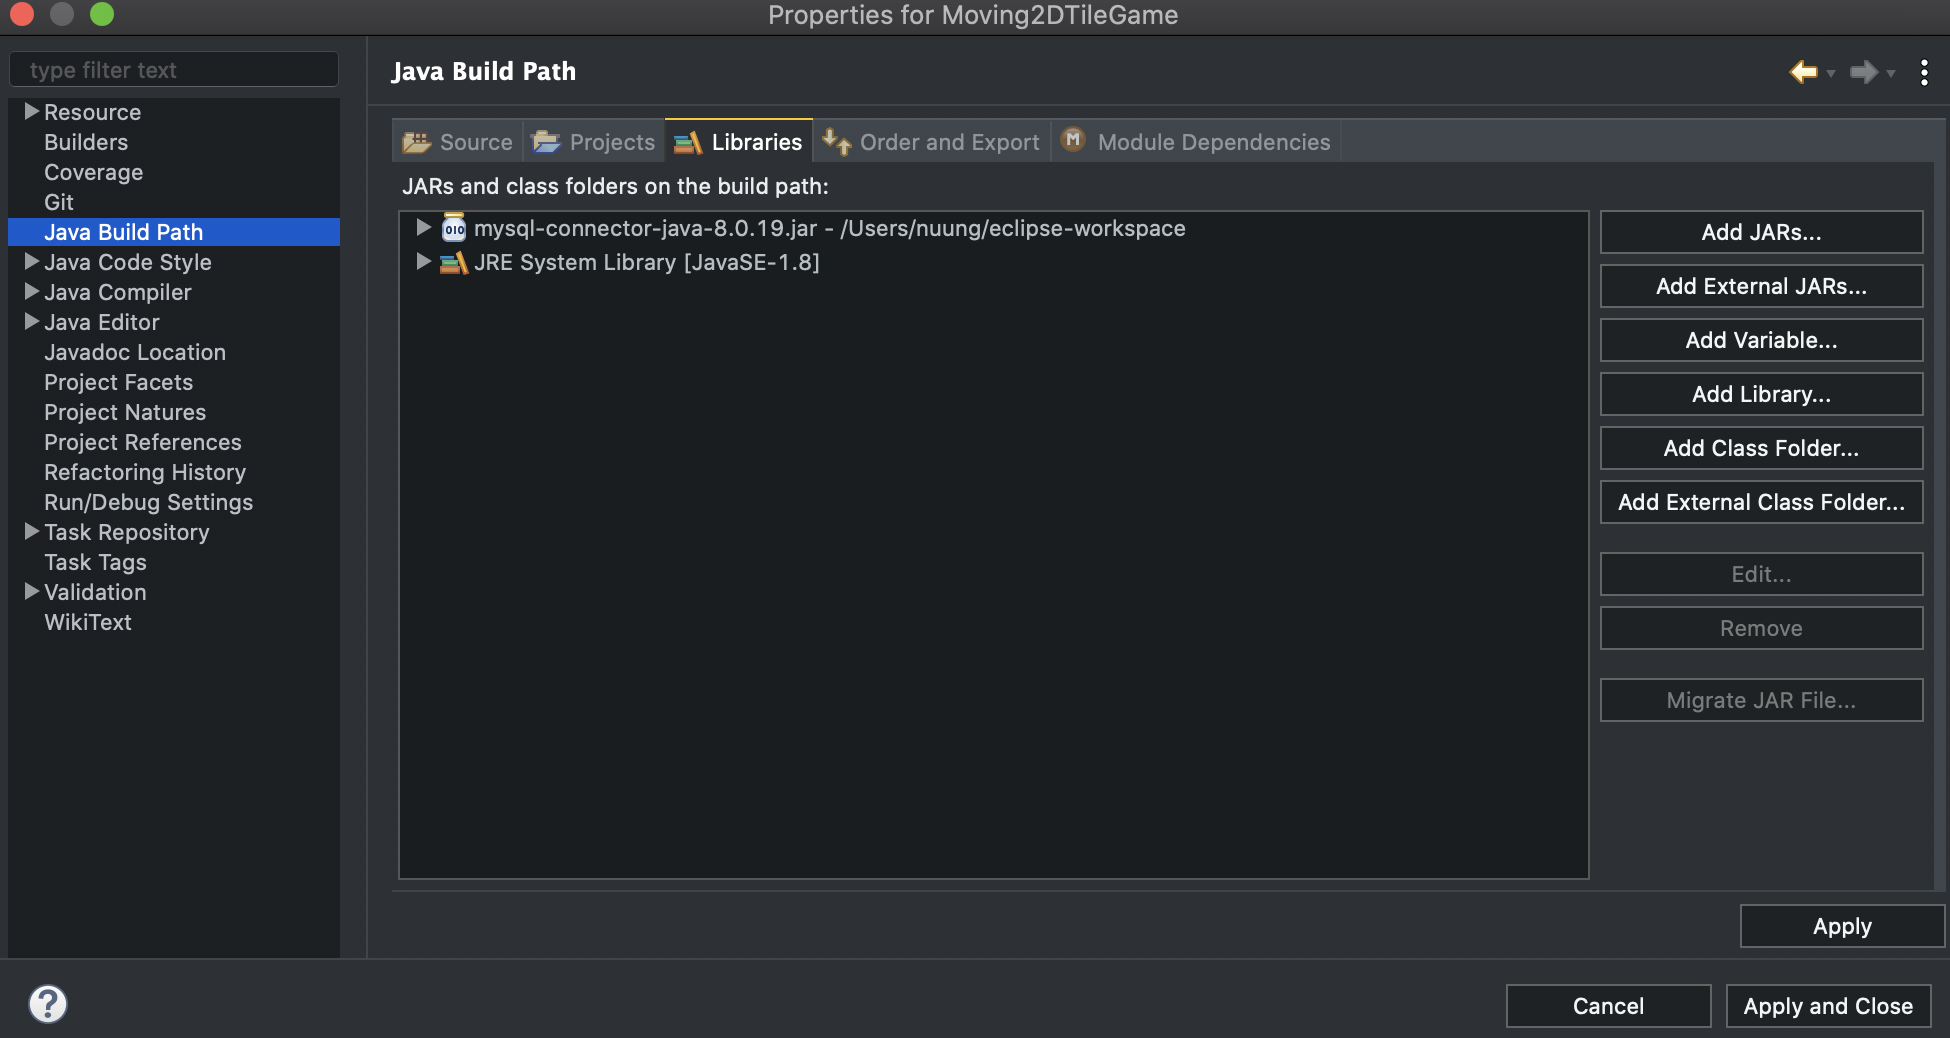 Properties for Moving2DTileGame
type filter text
Resource
Builders
Coverage
Git
Java Build Path
Java Code Style
Java Compiler
Java Editor
Javadoc Location
Project Facets
Project Natures
Project References
Refactoring History
Run/Debug Settings
Task Repository
Task Tags
Validation
WikiText
Java Build Path
Source Projects Libraries Order and Export M Module Dependencies
JARs and class folders on the build path:
010 mysql-connector-java-8.0.19.jar - /Users/nuung/eclipse-workspace
JRE System Library [JavaSE-1.8]
Add JARs...
Add External JARs...
Add Variable...
Add Library...
Add Class Folder...
Add External Class Folder...
Edit...
Remove
Migrate JAR File...
Apply
? Cancel Apply and Close